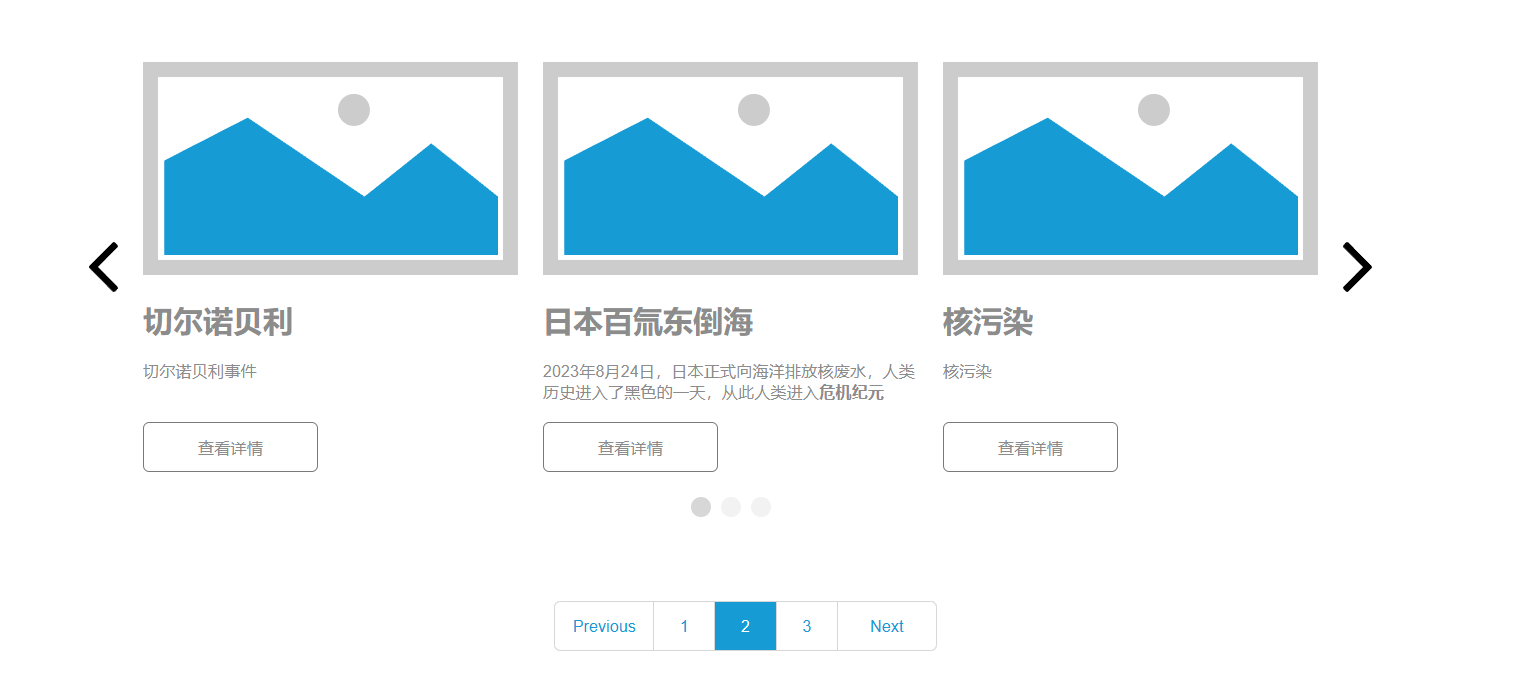 切尔诺贝利
日本百氚东倒海
核污染
切尔诺贝利事件
2023年8月24日，日本正式向海洋排放核废水，人类
历史进入了黑色的一天，从此人类进入危机纪元
核污染
查看详情
查看详情
查看详情
Previous
1
2
3
Next